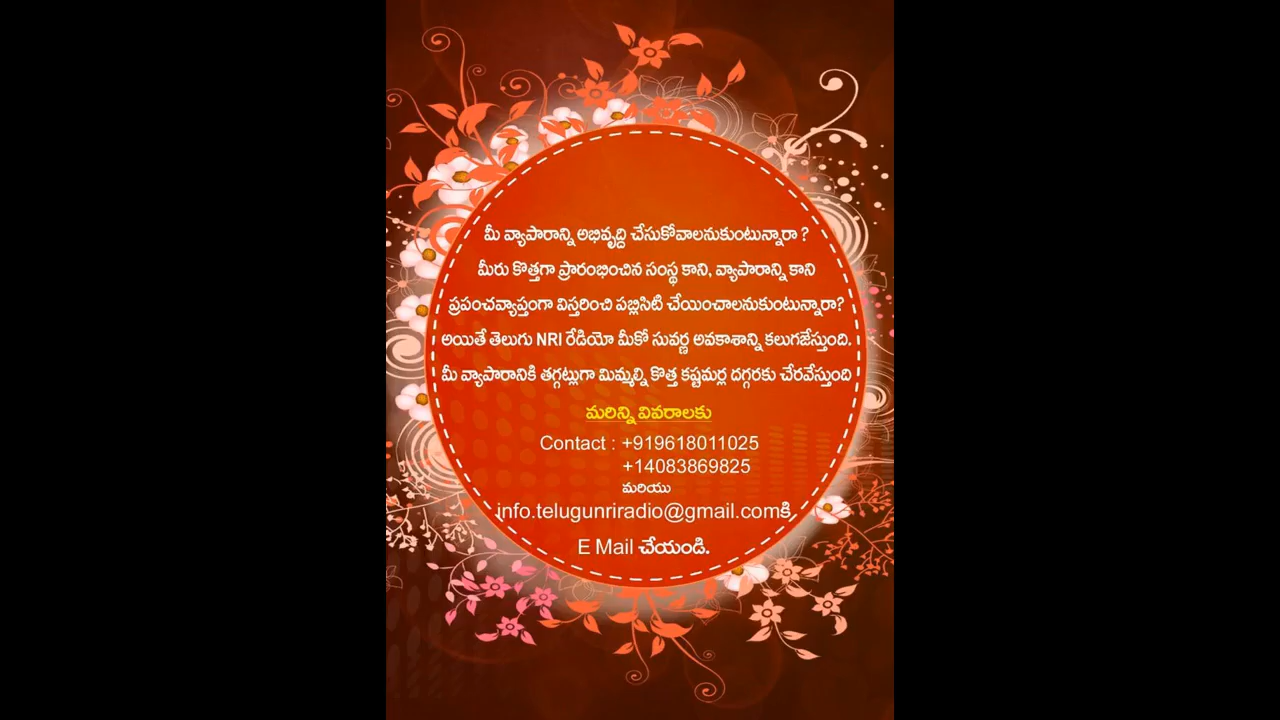 మీ వ్యాపారాన్ని అభివృద్ధి చేసుకోవాలనుకుంటున్నారా ?
మీరు కొత్తగా ప్రారంభించిన సంస్థ కాని, వ్యాపారాన్ని కాని
ప్రపంచవ్యాప్తంగా విస్తరించి పబ్లిసిటి చేయించాలనుకుంటున్నారా?
అయితే తెలుగు NRI రేడియో మీకో సువర్ణ అవకాశాన్ని కలుగజేస్తుంది.
మీ వ్యాపారానికి తగ్గట్లుగా మిమ్మల్ని కొత్త కష్టమర్ల దగ్గరకు చేరవేస్తుంది
మరిన్ని వివరాలకు
Contact : +919618011025
+14083869825
మరియు
info.telugunriradio@gmail.comకి
E Mail చేయండి.